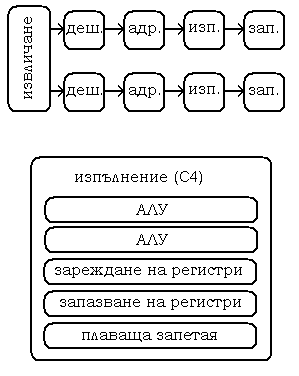 извличане
деш. адр. изп. зап.
деш. адр. изп. зап.
изпълнение (C4)
АЛУ
АЛУ
зареждане на регистри
запазване на регистри
плаваща запетая